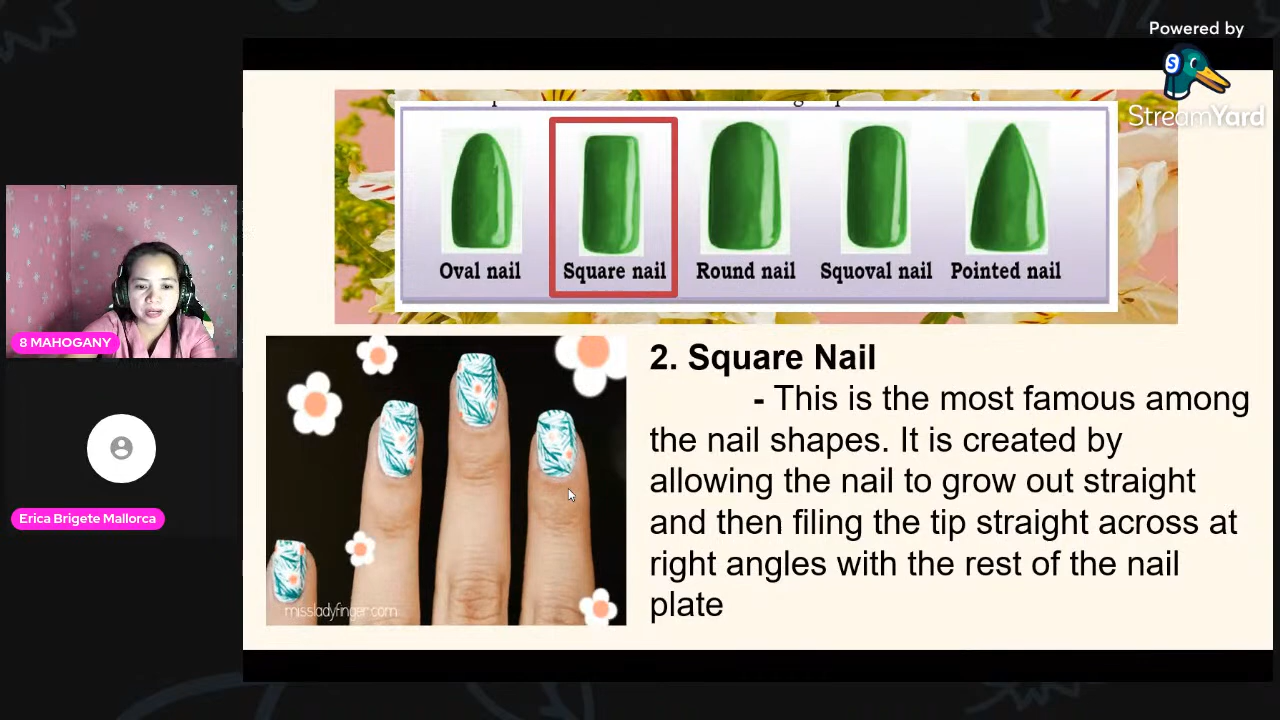 Powered by
StreamYard
Oval nail
Square nail
Round nail
Squoval nail
Pointed nail
8 MAHOGANY
Erica Brigete Mallorca
missladyfinger.com
2. Square Nail
- This is the most famous among
the nail shapes. It is created by
allowing the nail to grow out straight
and then filing the tip straight across at
right angles with the rest of the nail
plate